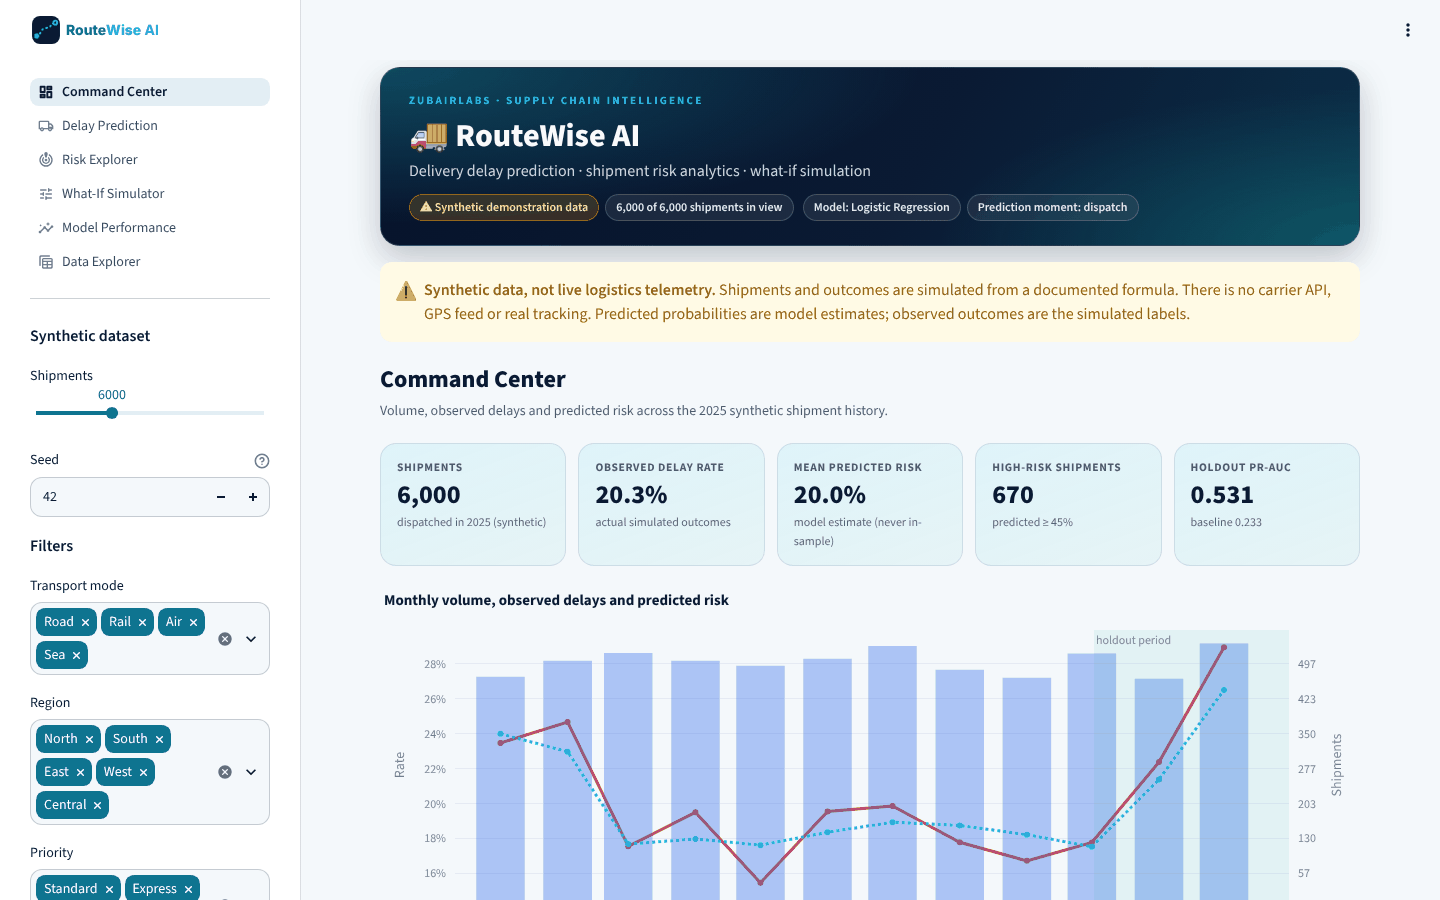 RouteWise AI
Command Center
Delay Prediction
Risk Explorer
What-If Simulator
Model Performance
Data Explorer
Synthetic dataset
Shipments
6000
Seed
42
Filters
Transport mode
Road Rail Air
Sea
Region
North South
East West
Central
Priority
Standard Express
ZUBAIRLABS · SUPPLY CHAIN INTELLIGENCE
RouteWise AI
Delivery delay prediction · shipment risk analytics · what-if simulation
Synthetic demonstration data 6,000 of 6,000 shipments in view Model: Logistic Regression Prediction moment: dispatch
Synthetic data, not live logistics telemetry. Shipments and outcomes are simulated from a documented formula. There is no carrier API,
GPS feed or real tracking. Predicted probabilities are model estimates; observed outcomes are the simulated labels.
Command Center
Volume, observed delays and predicted risk across the 2025 synthetic shipment history.
SHIPMENTS
6,000
dispatched in 2025 (synthetic)
OBSERVED DELAY RATE
20.3%
actual simulated outcomes
MEAN PREDICTED RISK
20.0%
model estimate (never in-
sample)
HIGH-RISK SHIPMENTS
670
predicted ≥ 45%
HOLDOUT PR-AUC
0.531
baseline 0.233
Monthly volume, observed delays and predicted risk
holdout period
28% 497
26% 423
24% 350
22% 277
20% 203
18% 130
16% 57
Rate
Shipments